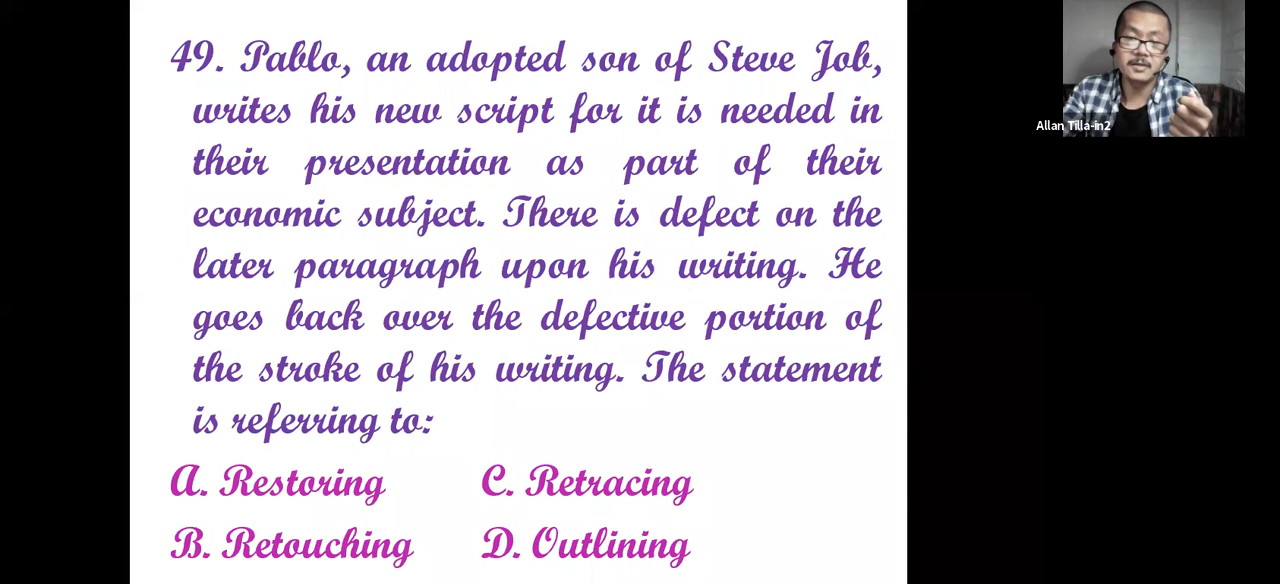 49. Pablo, an adopted son of Steve Job,
writes his new script for it is needed in
their presentation as part of their
economic subject. There is defect on the
later paragraph upon his writing. He
goes back over the defective portion of
the stroke of his writing. The statement
is referring to:
A. Restoring C. Retracing
B. Retouching D. Outlining
Allan Tilla-in2